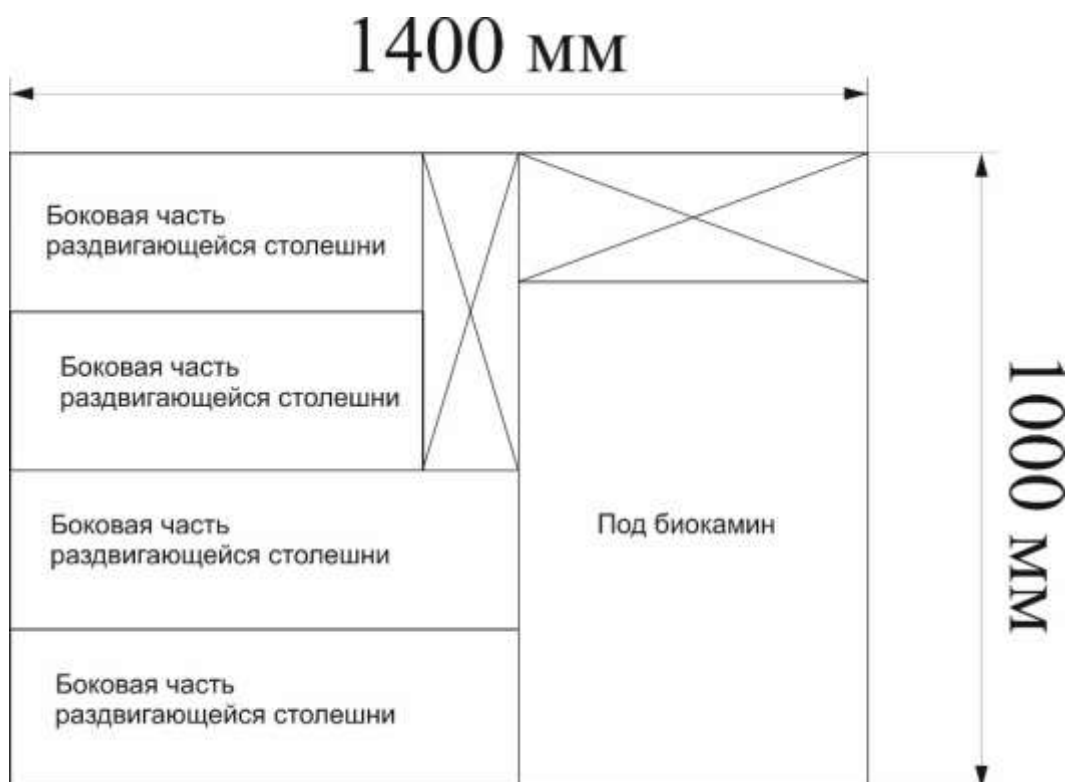 1400 мм
Боковая часть
раздвигающейся столешни
Боковая часть
раздвигающейся столешни
Боковая часть
раздвигающейся столешни
Под биокамин
1000 мм
Боковая часть
раздвигающейся столешни